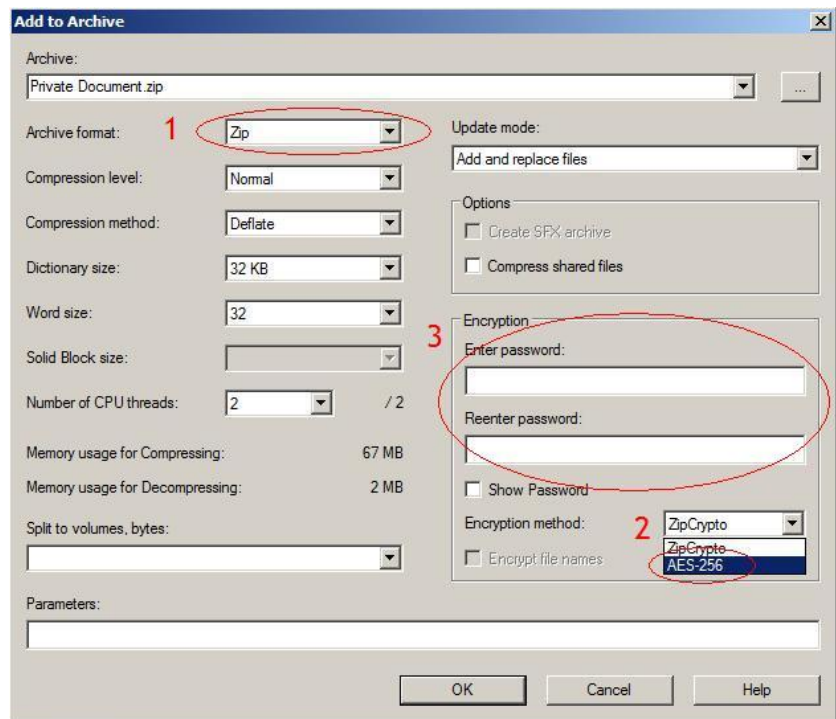 Add to Archive
Archive:
Private Document.zip
...
Archive format:
1
Zip
Update mode:
Add and replace files
Compression level:
Normal
Compression method:
Deflate
Options
Create SFX archive
Compress shared files
Dictionary size:
32 KB
Word size:
32
Solid Block size:
Number of CPU threads:
2
/ 2
3
Encryption
Enter password:
Reenter password:
Memory usage for Compressing:
67 MB
Memory usage for Decompressing:
2 MB
Show Password
Encryption method:
2
ZipCrypto
ZipCrypto
AES-256
Encrypt file names
Split to volumes, bytes:
Parameters:
OK
Cancel
Help